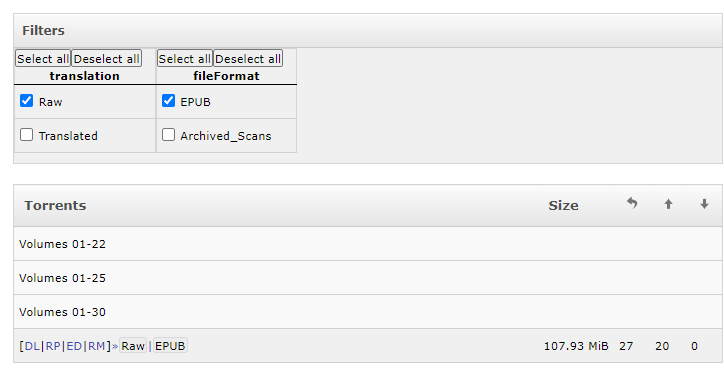 Filters
Select all Deselect all Select all Deselect all
translation fileFormat
Raw EPUB
Translated Archived_Scans
Torrents Size
Volumes 01-22
Volumes 01-25
Volumes 01-30
[DL|RP|ED|RM]» Raw | EPUB 107.93 MiB 27 20 0